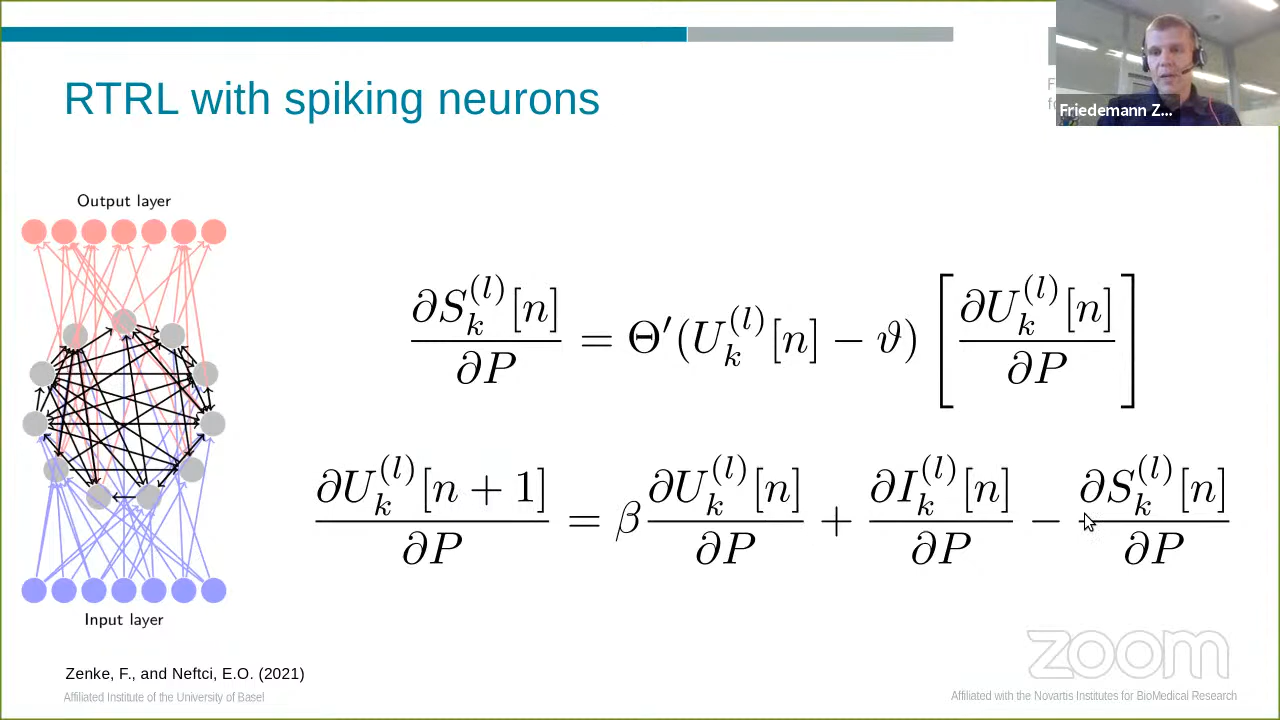 RTRL with spiking neurons
Friedemann Z...
Output layer
∂S_k^{(l)}[n] / ∂P = Θ′(U_k^{(l)}[n] − ϑ) [ ∂U_k^{(l)}[n] / ∂P ]
∂U_k^{(l)}[n + 1] / ∂P = β ∂U_k^{(l)}[n] / ∂P + ∂I_k^{(l)}[n] / ∂P − ∂S_k^{(l)}[n] / ∂P
Input layer
zoom
Zenke, F., and Neftci, E.O. (2021)
Affiliated Institute of the University of Basel
Affiliated with the Novartis Institutes for BioMedical Research